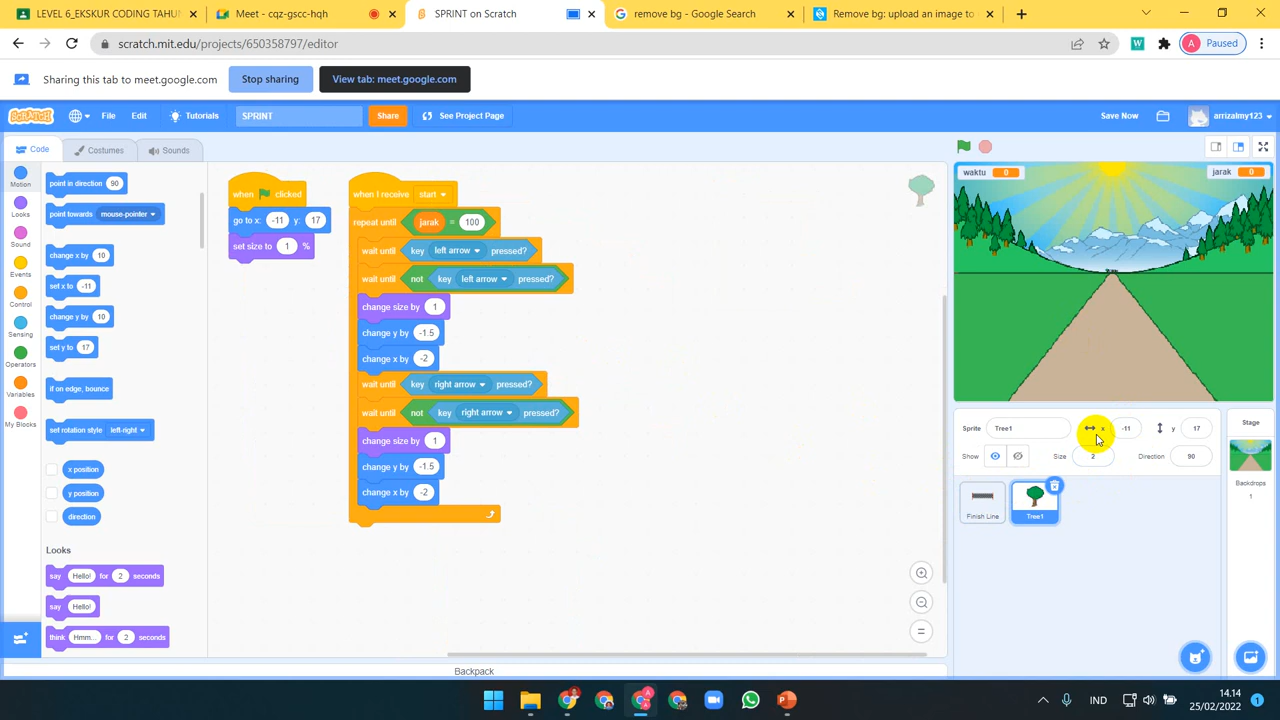 LEVEL 6_EKSKUR CODING TAHUN
Meet - cqz-gscc-hqh
SPRINT on Scratch
remove bg - Google Search
Remove bg: upload an image to
scratch.mit.edu/projects/650358797/editor
W
A Paused
Sharing this tab to meet.google.com
Stop sharing
View tab: meet.google.com
SCRATCH
File
Edit
Tutorials
SPRINT
Share
See Project Page
Save Now
arrizalmy123
Code
Costumes
Sounds
Motion
Looks
Sound
Events
Control
Sensing
Operators
Variables
My Blocks
point in direction 90
point towards mouse-pointer
change x by 10
set x to -11
change y by 10
set y to 17
if on edge, bounce
set rotation style left-right
x position
y position
direction
Looks
say Hello! for 2 seconds
say Hello!
think Hmm... for 2 seconds
when clicked
go to x: -11 y: 17
set size to 1 %
when I receive start
repeat until jarak = 100
wait until key left arrow pressed?
wait until not key left arrow pressed?
change size by 1
change y by -1.5
change x by -2
wait until key right arrow pressed?
wait until not key right arrow pressed?
change size by 1
change y by -1.5
change x by -2
Backpack
waktu 0
jarak 0
Sprite Tree1 x -11 y 17
Show Size 2 Direction 90
Finish Line
Tree1
Stage
Backdrops
1
IND
14.14
25/02/2022
1